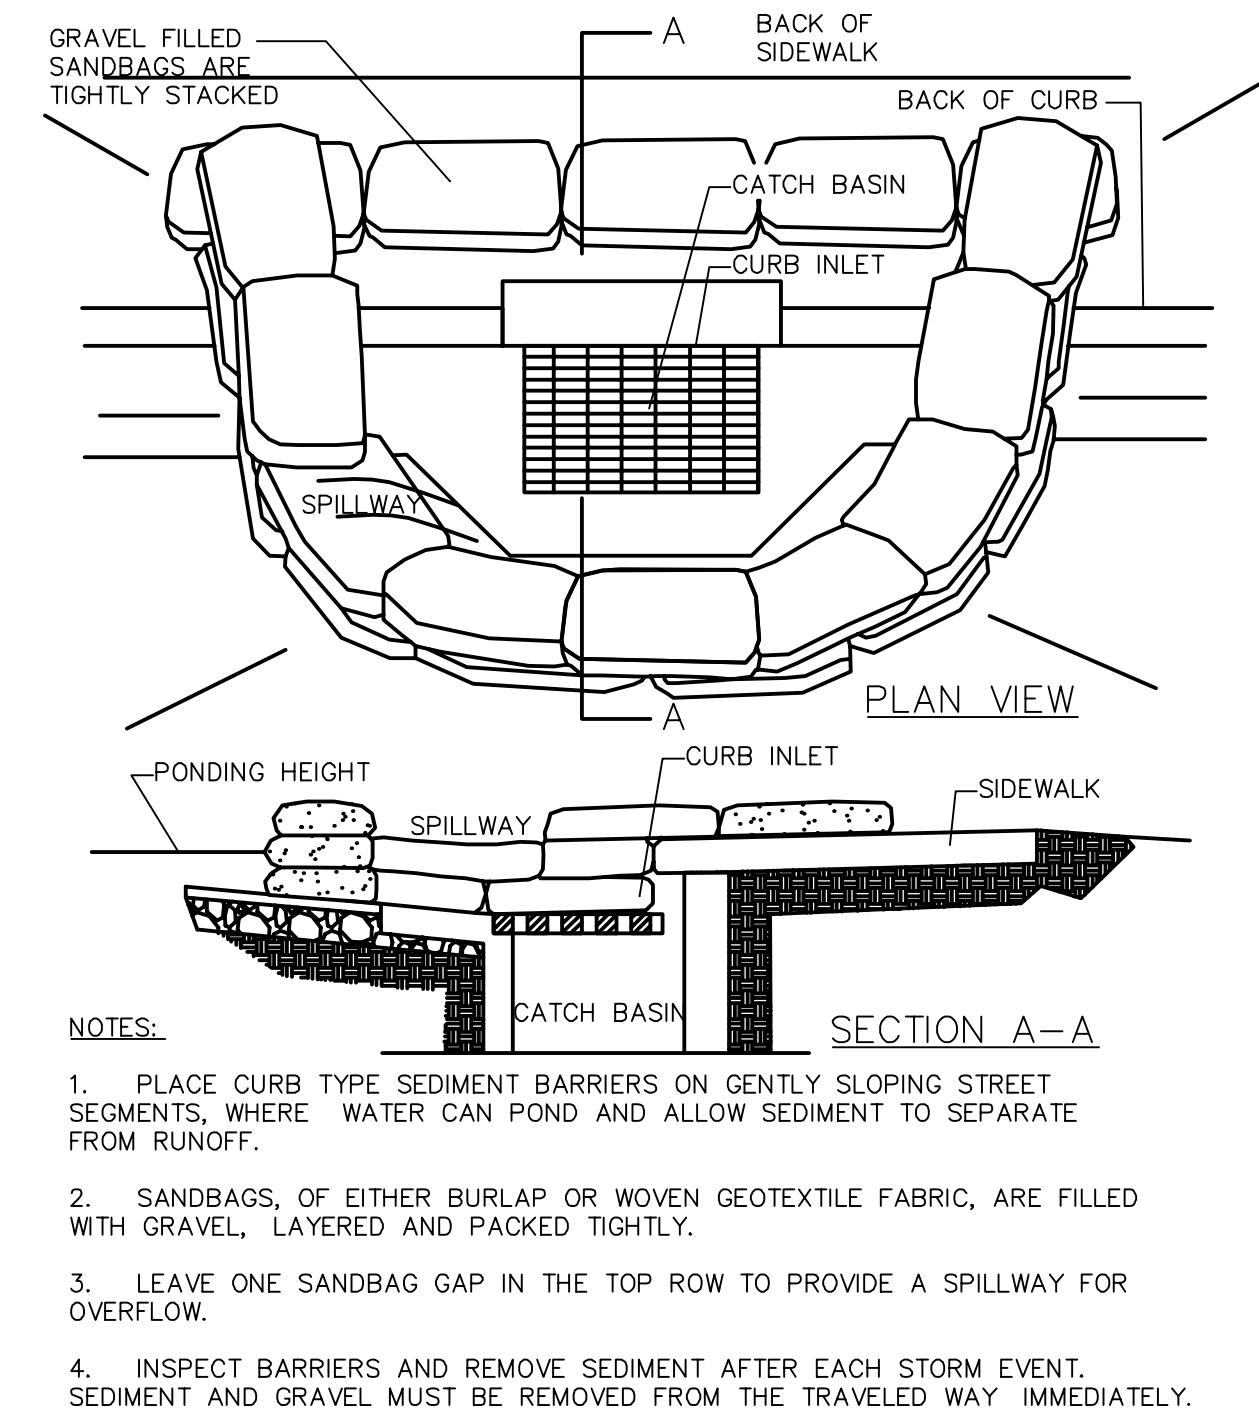 GRAVEL FILLED
SANDBAGS ARE
TIGHTLY STACKED
A
BACK OF
SIDEWALK
BACK OF CURB
CATCH BASIN
CURB INLET
SPILLWAY
PLAN VIEW
A
CURB INLET
PONDING HEIGHT
SIDEWALK
SPILLWAY
CATCH BASIN
SECTION A-A
NOTES:
1. PLACE CURB TYPE SEDIMENT BARRIERS ON GENTLY SLOPING STREET
SEGMENTS, WHERE WATER CAN POND AND ALLOW SEDIMENT TO SEPARATE
FROM RUNOFF.
2. SANDBAGS, OF EITHER BURLAP OR WOVEN GEOTEXTILE FABRIC, ARE FILLED
WITH GRAVEL, LAYERED AND PACKED TIGHTLY.
3. LEAVE ONE SANDBAG GAP IN THE TOP ROW TO PROVIDE A SPILLWAY FOR
OVERFLOW.
4. INSPECT BARRIERS AND REMOVE SEDIMENT AFTER EACH STORM EVENT.
SEDIMENT AND GRAVEL MUST BE REMOVED FROM THE TRAVELED WAY IMMEDIATELY.